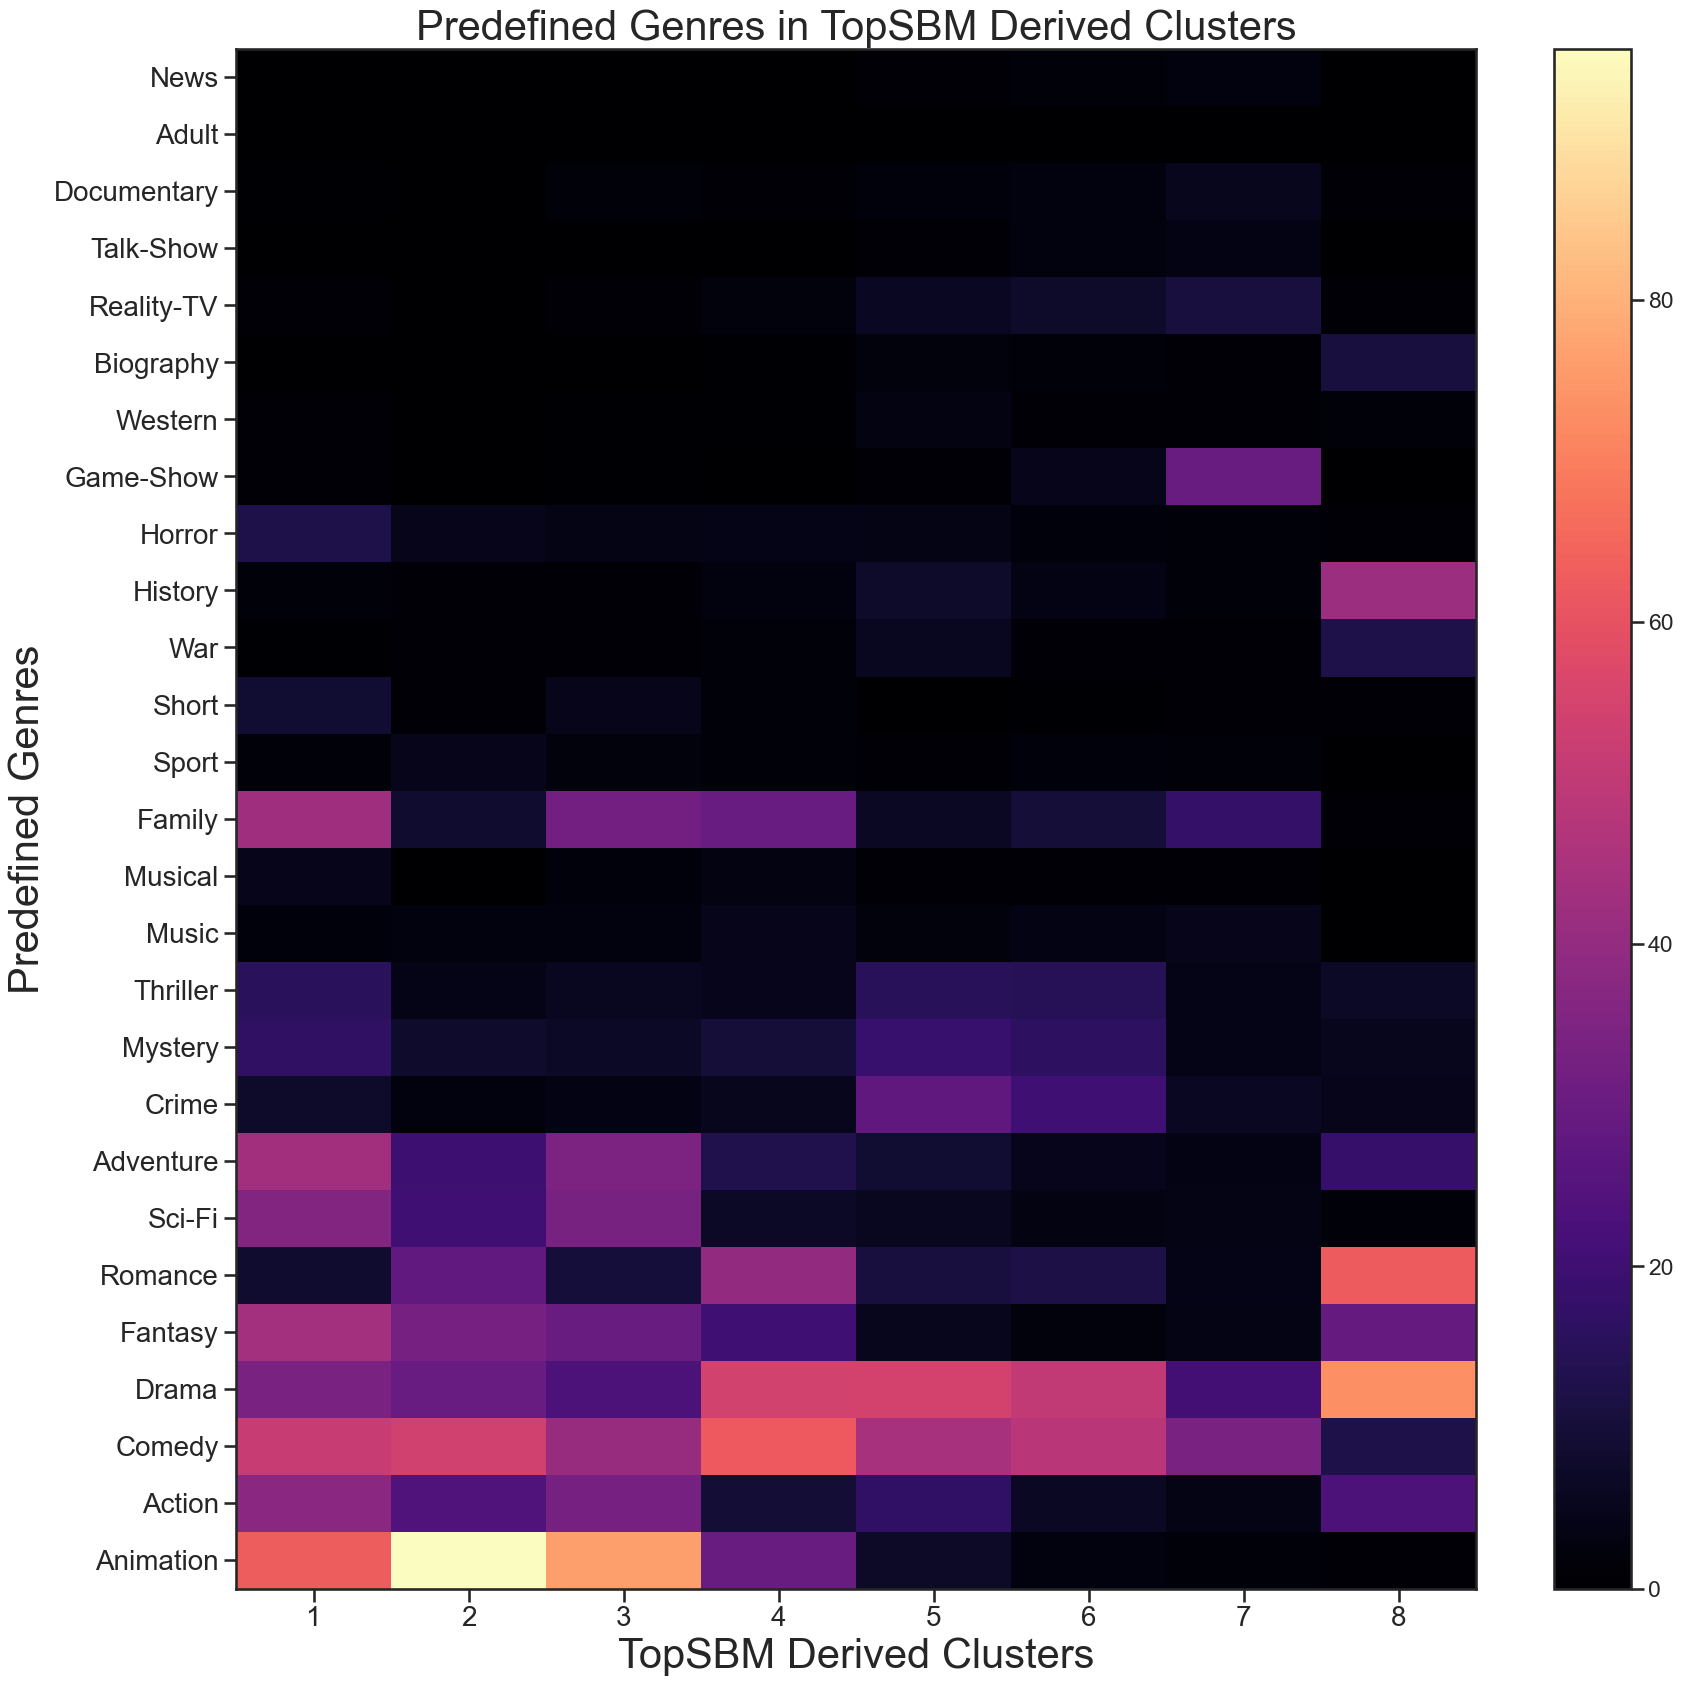 Predefined Genres in TopSBM Derived Clusters
Predefined Genres
News
Adult
Documentary
Talk-Show
Reality-TV
Biography
Western
Game-Show
Horror
History
War
Short
Sport
Family
Musical
Music
Thriller
Mystery
Crime
Adventure
Sci-Fi
Romance
Fantasy
Drama
Comedy
Action
Animation
1 2 3 4 5 6 7 8
TopSBM Derived Clusters
80
60
40
20
0